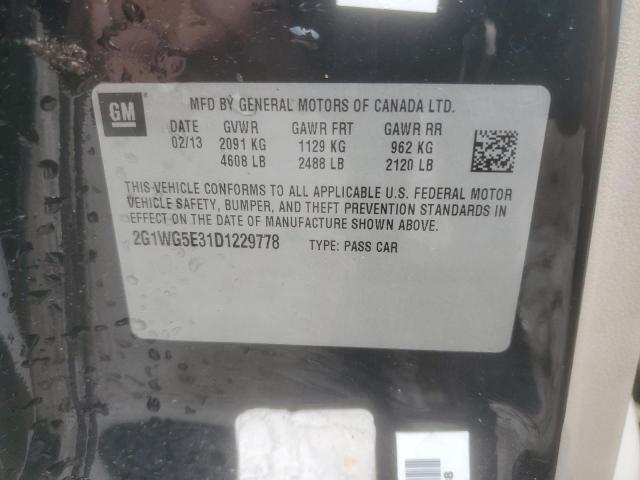 GM
MFD BY GENERAL MOTORS OF CANADA LTD.
DATE GVWR GAWR FRT GAWR RR
02/13 2091 KG 1129 KG 962 KG
4608 LB 2488 LB 2120 LB
THIS VEHICLE CONFORMS TO ALL APPLICABLE U.S. FEDERAL MOTOR
VEHICLE SAFETY, BUMPER, AND THEFT PREVENTION STANDARDS IN
EFFECT ON THE DATE OF MANUFACTURE SHOWN ABOVE.
2G1WG5E31D1229778 TYPE: PASS CAR